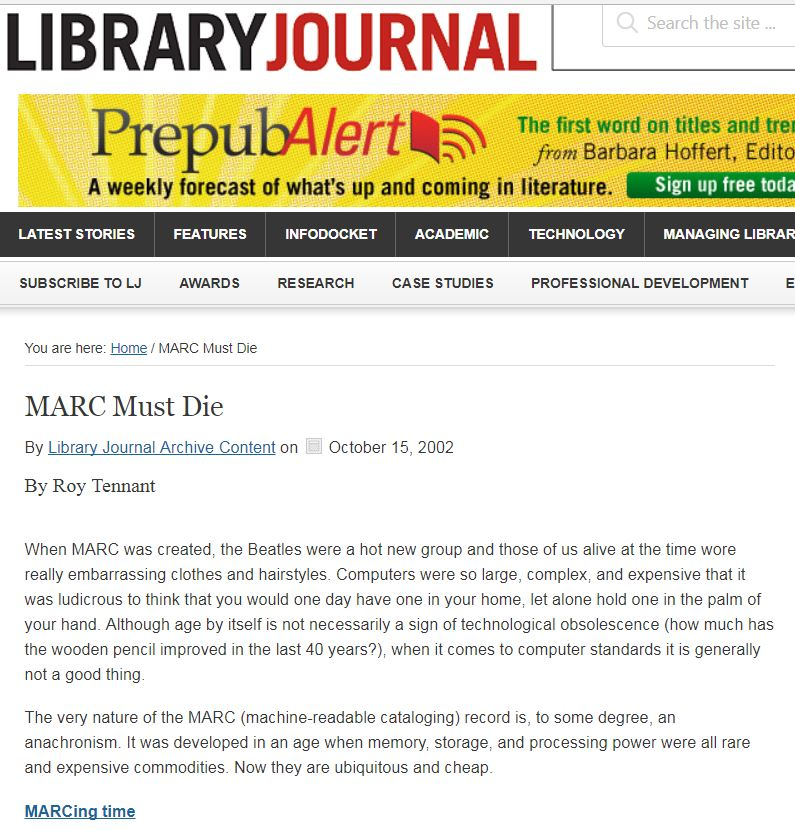 LIBRARYJOURNAL
Search the site ...
PrepubAlert
The first word on titles and
from Barbara Hoffert,
A weekly forecast of what's up and coming in literature.
Sign up free
LATEST STORIES FEATURES INFODOCKET ACADEMIC TECHNOLOGY MANAGING
SUBSCRIBE TO LJ AWARDS RESEARCH CASE STUDIES PROFESSIONAL DEVELOPMENT
You are here: Home / MARC Must Die
MARC Must Die
By Library Journal Archive Content on October 15, 2002
By Roy Tennant
When MARC was created, the Beatles were a hot new group and those of us alive at the time wore
really embarrassing clothes and hairstyles. Computers were so large, complex, and expensive that it
was ludicrous to think that you would one day have one in your home, let alone hold one in the palm of
your hand. Although age by itself is not necessarily a sign of technological obsolescence (how much has
the wooden pencil improved in the last 40 years?), when it comes to computer standards it is generally
not a good thing.
The very nature of the MARC (machine-readable cataloging) record is, to some degree, an
anachronism. It was developed in an age when memory, storage, and processing power were all rare
and expensive commodities. Now they are ubiquitous and cheap.
MARCing time